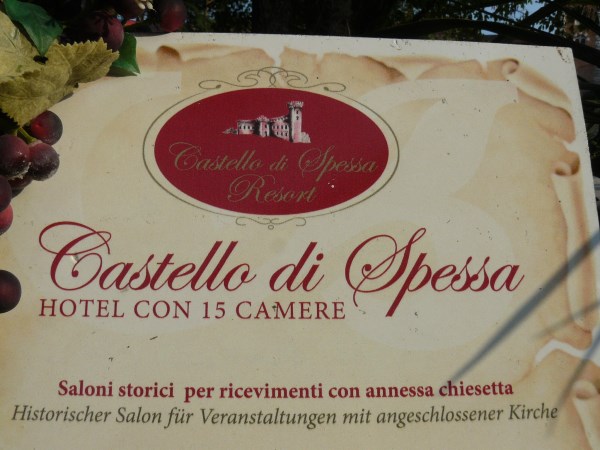 Castello di Spessa
Resort
Castello di Spessa
HOTEL CON 15 CAMERE
Saloni storici per ricevimenti con annessa chiesetta
Historischer Salon für Veranstaltungen mit angeschlossener Kirche